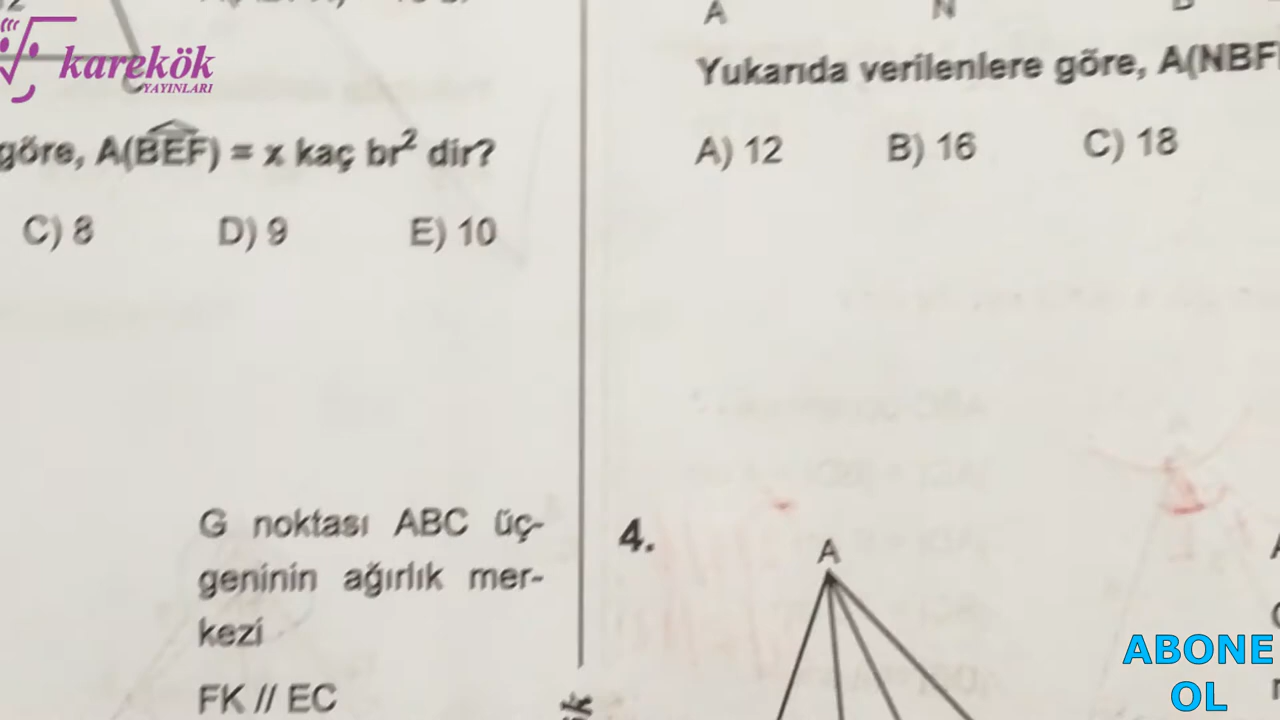 karekök
YAYINLARI
göre, A(BEF) = x kaç br² dir?
C) 8 D) 9 E) 10
G noktası ABC üç-
geninin ağırlık mer-
kezi
FK // EC
A N
Yukarıda verilenlere göre, A(NBF
A) 12 B) 16 C) 18
4.
A
ABONE
OL